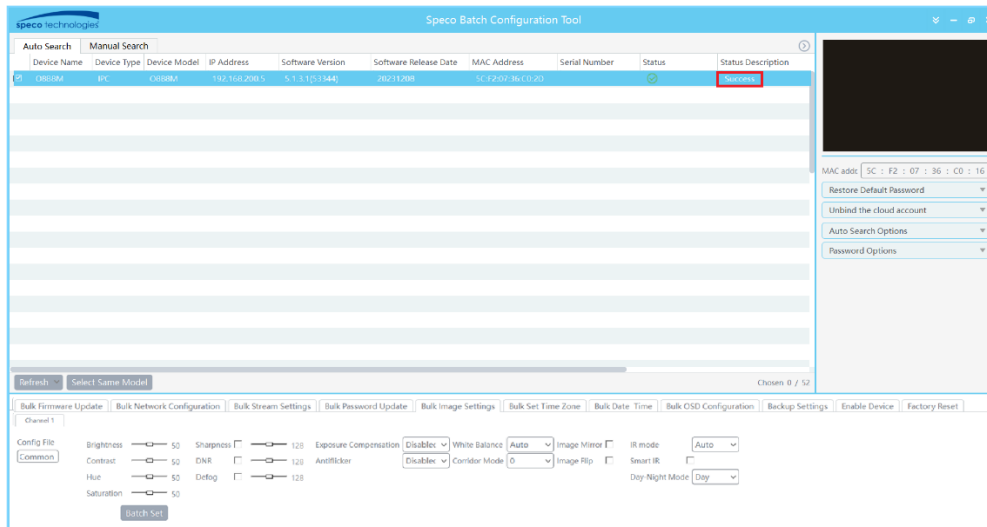 speco technologies
Speco Batch Configuration Tool
Auto Search Manual Search
Device Name Device Type Device Model IP Address Software Version Software Release Date MAC Address Serial Number Status Status Description
O8B8M IPC O8B8M 192.168.200.5 5.1.3.1(53344) 20231208 5C:F2:07:36:C0:20 Success
MAC addr 5C : F2 : 07 : 36 : C0 : 16
Restore Default Password
Unbind the cloud account
Auto Search Options
Password Options
Refresh Select Same Model Chosen 0 / 52
Bulk Firmware Update Bulk Network Configuration Bulk Stream Settings Bulk Password Update Bulk Image Settings Bulk Set Time Zone Bulk Date Time Bulk OSD Configuration Backup Settings Enable Device Factory Reset
Channel 1
Config File Brightness 50 Sharpness 128 Exposure Compensation Disablec White Balance Auto Image Mirror IR mode Auto
Common Contrast 50 DNR 128 Antiflicker Disablec Corridor Mode 0 Image Flip Smart IR
Hue 50 Defog 128 Day-Night Mode Day
Saturation 50
Batch Set